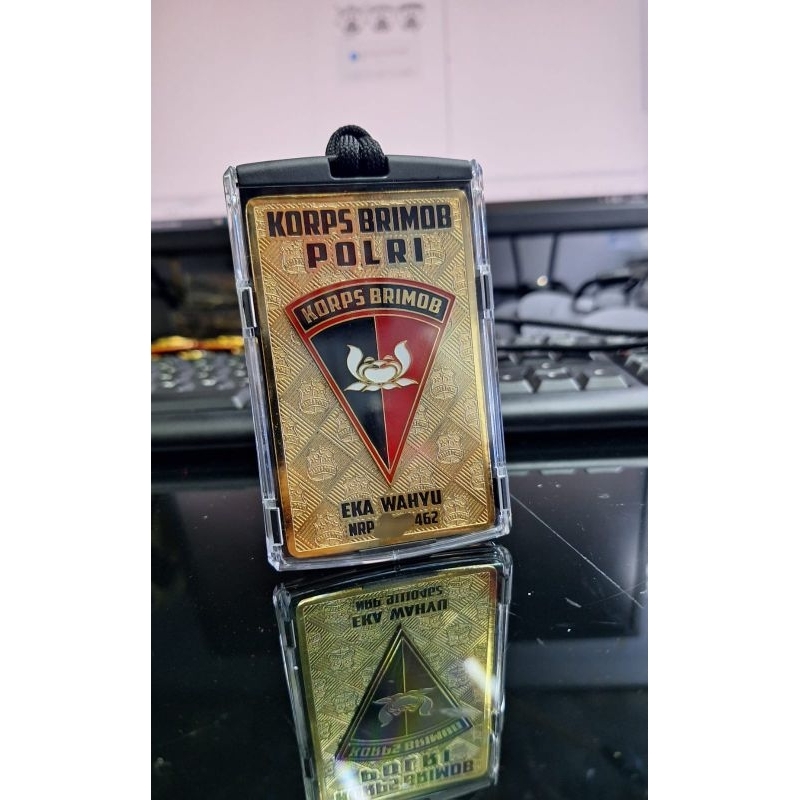 KORPS BRIMOB
POLRI
KORPS BRIMOB
EKA WAHYU
NRP 462